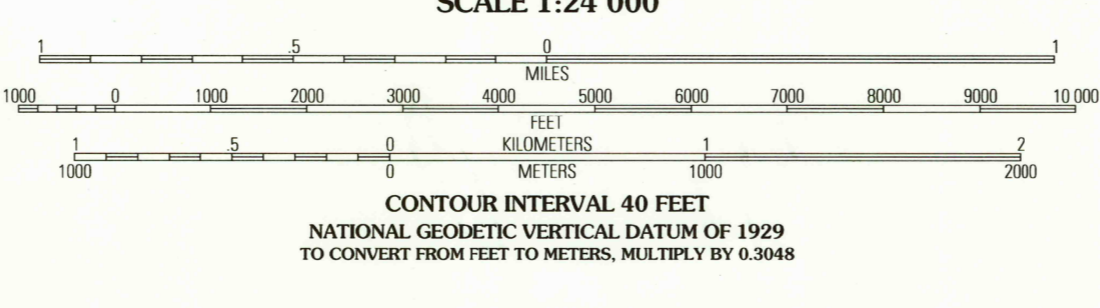 SCALE 1:24 000
1 .5 0 1
MILES
1000 0 1000 2000 3000 4000 5000 6000 7000 8000 9000 10 000
FEET
1 .5 0 KILOMETERS 1 2
1000 0 METERS 1000 2000
CONTOUR INTERVAL 40 FEET
NATIONAL GEODETIC VERTICAL DATUM OF 1929
TO CONVERT FROM FEET TO METERS, MULTIPLY BY 0.3048